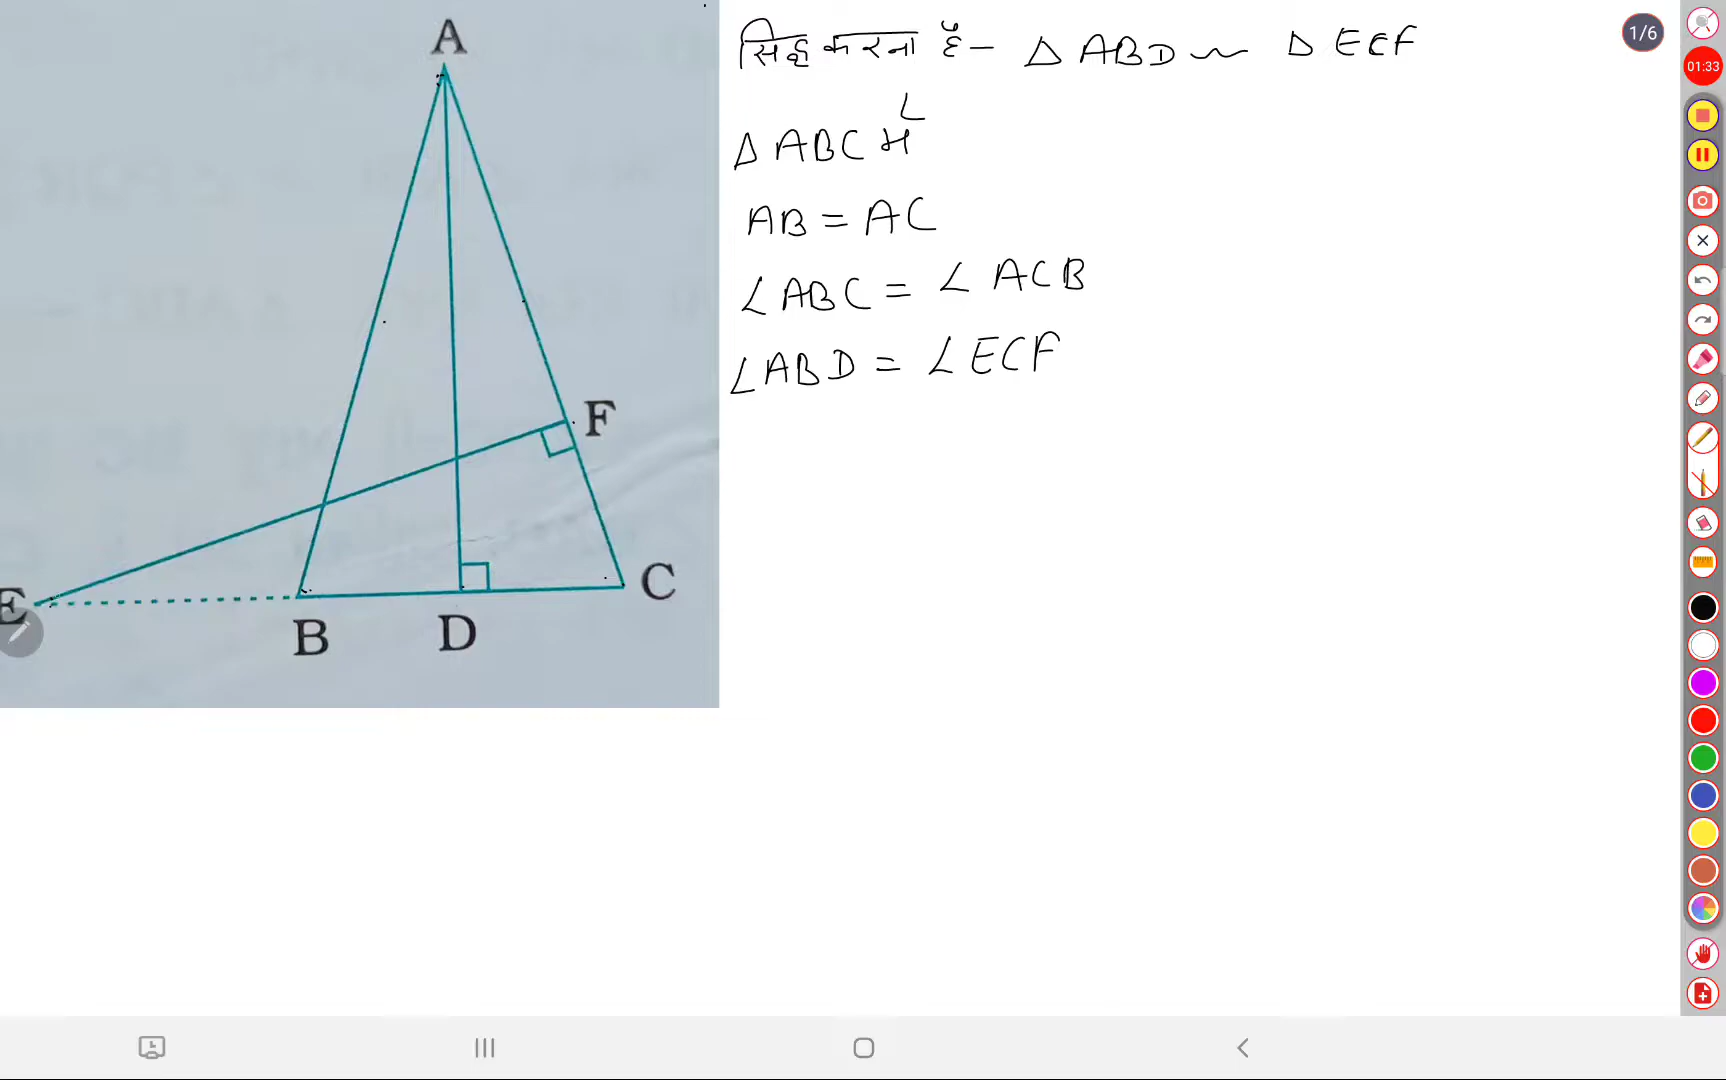 A
F
E
B
D
C
सिद्ध करना है- △ ABD ~ △ ECF
△ ABC में
AB = AC
∠ABC = ∠ACB
∠ABD = ∠ECF
1/6
01:33